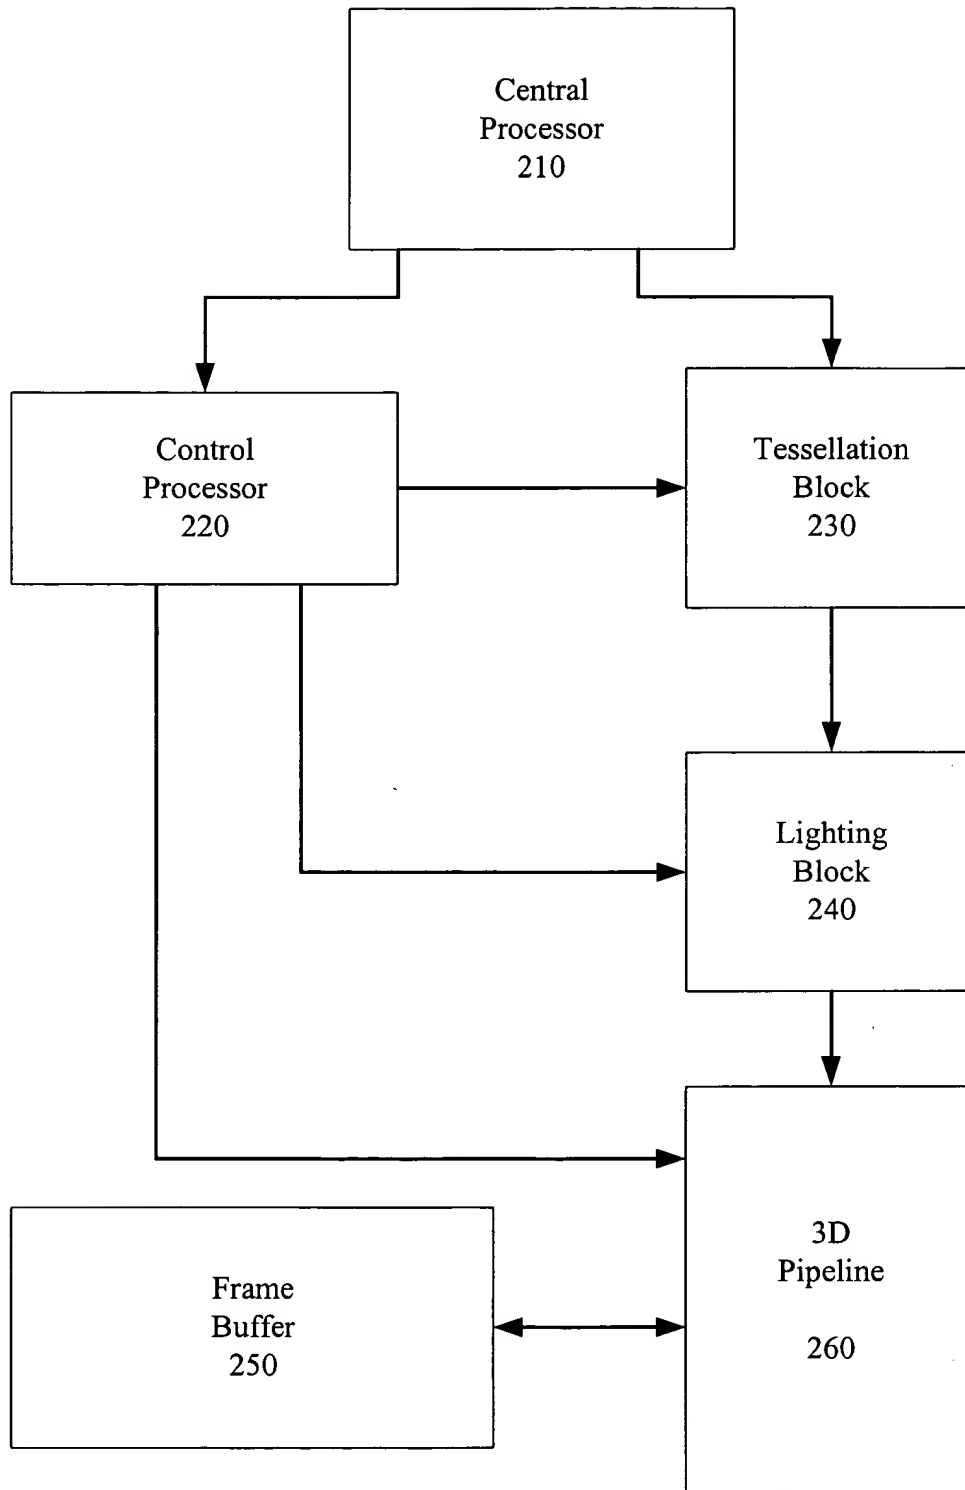 Central
Processor
210
Control
Processor
220
Tessellation
Block
230
Lighting
Block
240
3D
Pipeline
260
Frame
Buffer
250